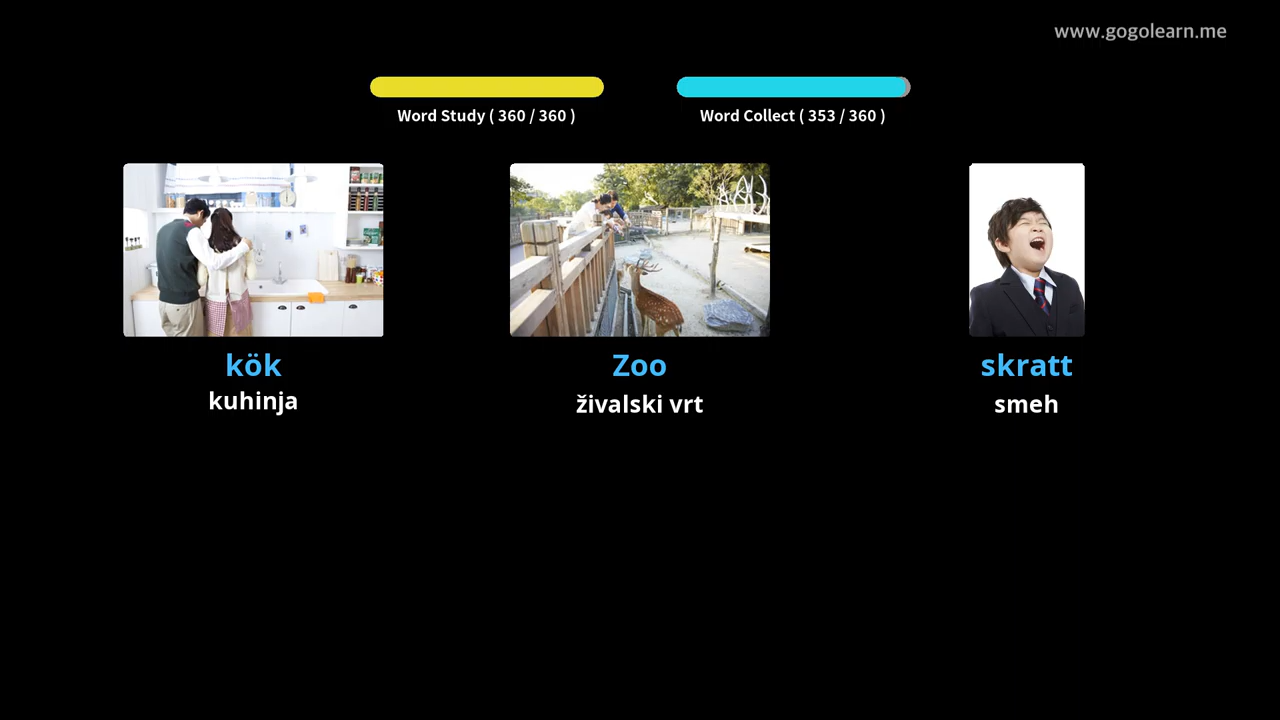 www.gogolearn.me
Word Study ( 360 / 360 )
Word Collect ( 353 / 360 )
kök
Zoo
skratt
kuhinja
živalski vrt
smeh